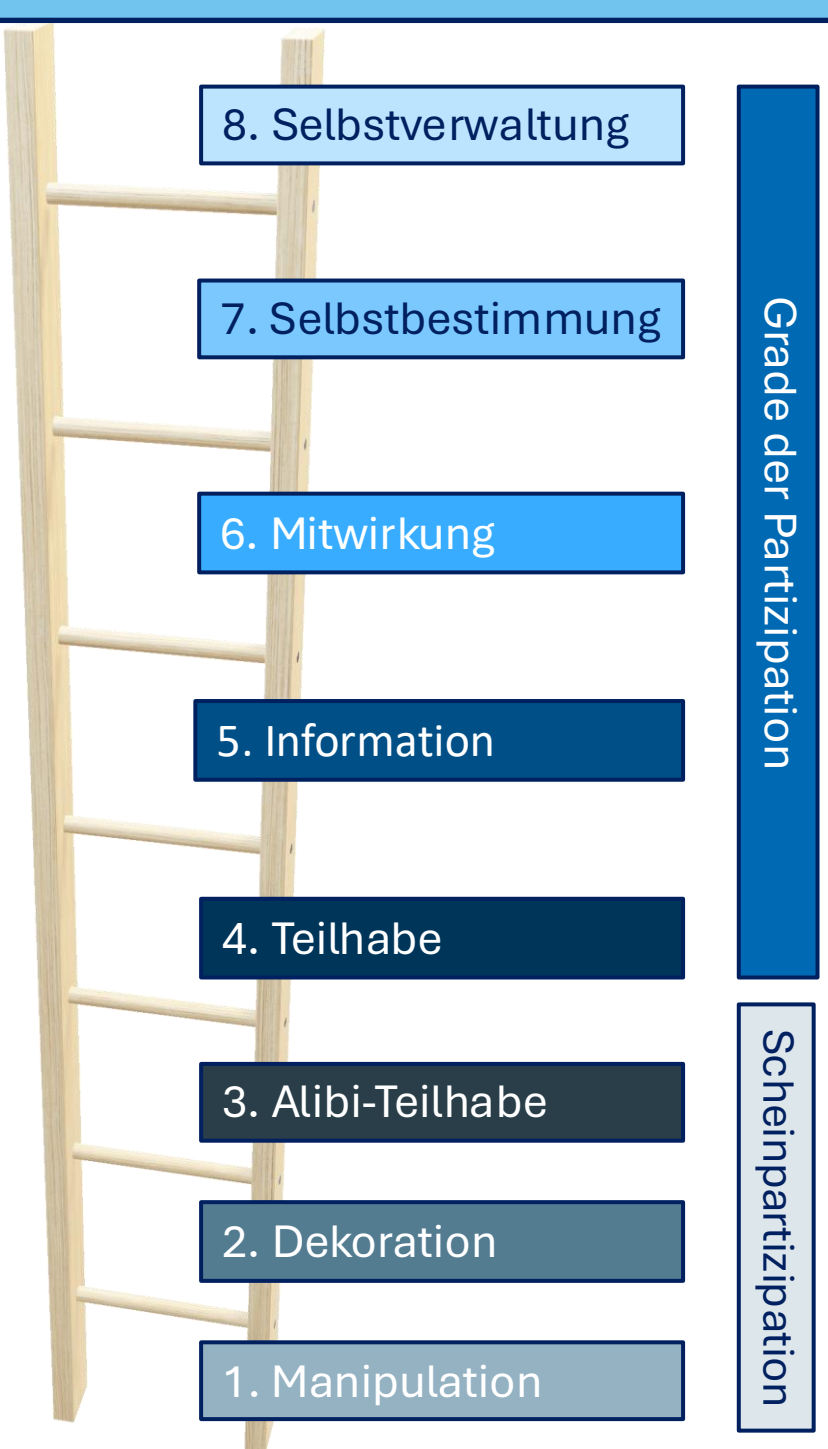 8. Selbstverwaltung
7. Selbstbestimmung
6. Mitwirkung
5. Information
4. Teilhabe
3. Alibi-Teilhabe
2. Dekoration
1. Manipulation
Grade der Partizipation
Scheinpartizipation